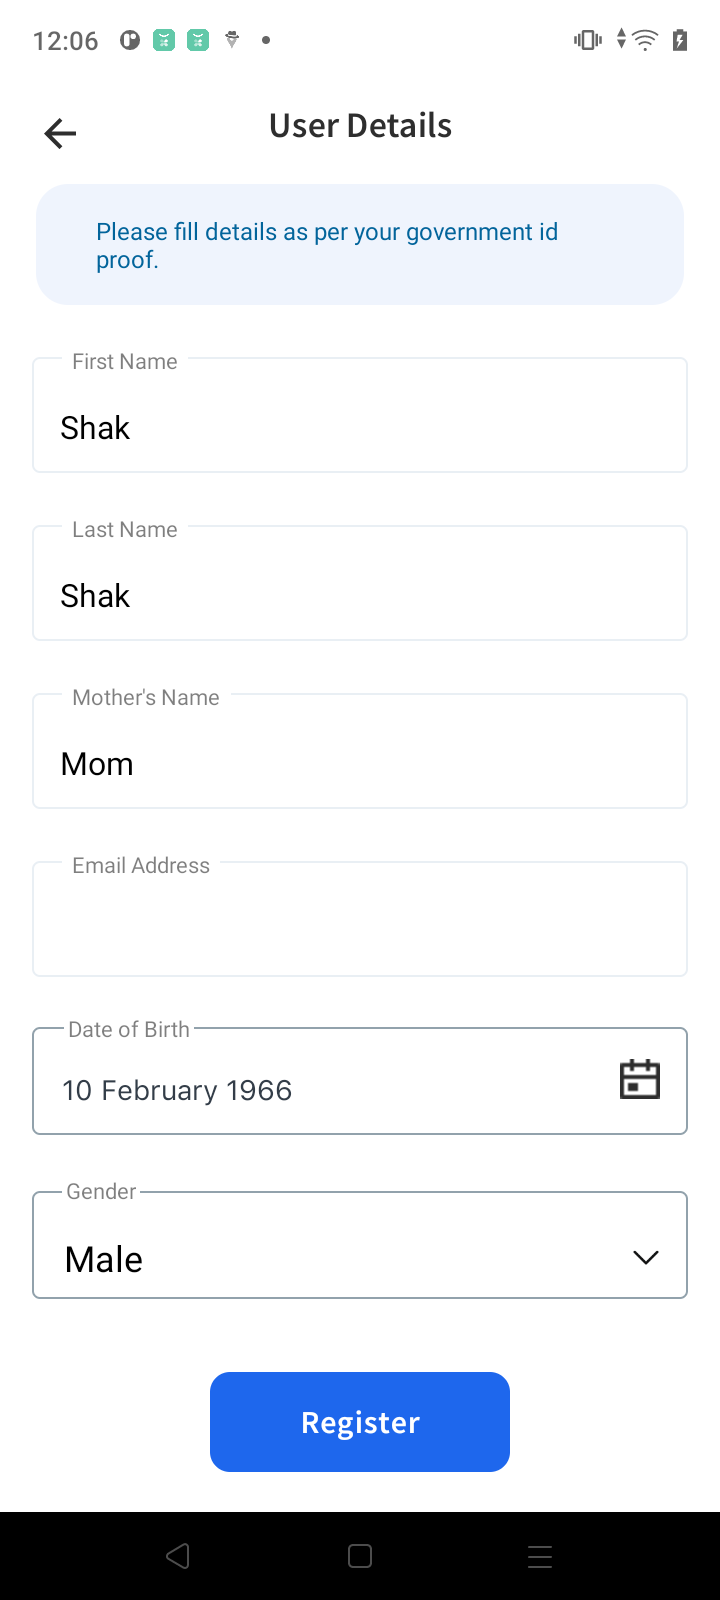 12:06
User Details
Please fill details as per your government id
proof.
First Name
Shak
Last Name
Shak
Mother's Name
Mom
Email Address
Date of Birth
10 February 1966
Gender
Male
Register